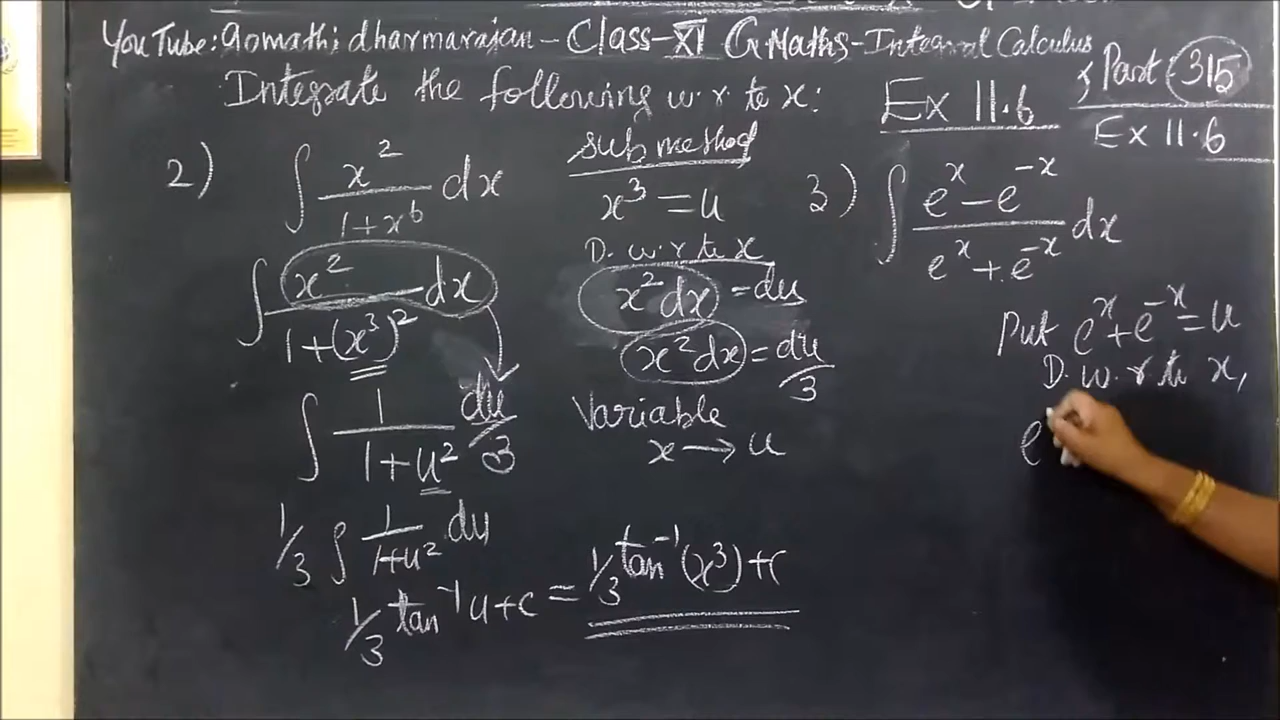 YouTube: gomathi dharmarajan - Class-XI G Maths - Integral Calculus
} Part - 315
Ex 11.6
Integrate the following w.r.to x:
Ex 11.6
2) ∫ x²/(1+x⁶) dx
∫ x² dx/(1+(x³)²)
∫ 1/(1+u²) du/3
1/3 ∫ 1/(1+u²) du
1/3 tan⁻¹ u+c = 1/3 tan⁻¹(x³)+c
sub method
x³ = u
D. w.r.to x
x²dx = du
x²dx = du/3
Variable
x → u
3) ∫ (eˣ – e⁻ˣ)/(eˣ + e⁻ˣ) dx
Put eˣ + e⁻ˣ = u
D. w.r.to x,
e